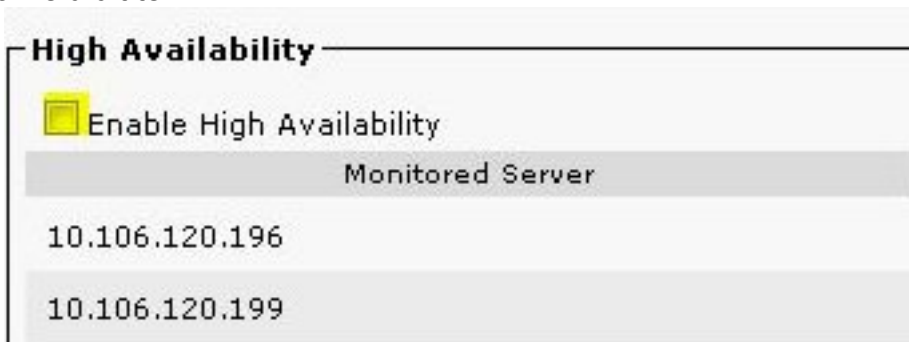 High Availability
Enable High Availability
Monitored Server
10.106.120.196
10.106.120.199